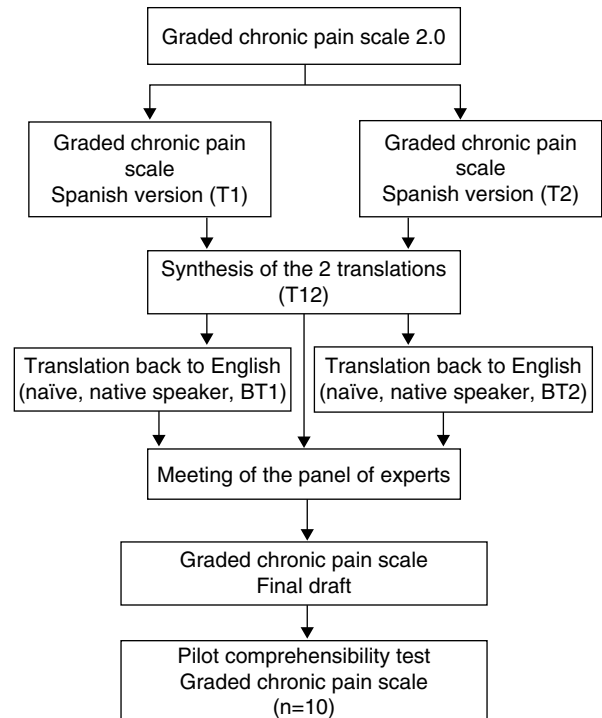 Graded chronic pain scale 2.0
Graded chronic pain
scale
Spanish version (T1)
Graded chronic pain
scale
Spanish version (T2)
Synthesis of the 2 translations
(T12)
Translation back to English
(naïve, native speaker, BT1)
Translation back to English
(naïve, native speaker, BT2)
Meeting of the panel of experts
Graded chronic pain scale
Final draft
Pilot comprehensibility test
Graded chronic pain scale
(n=10)